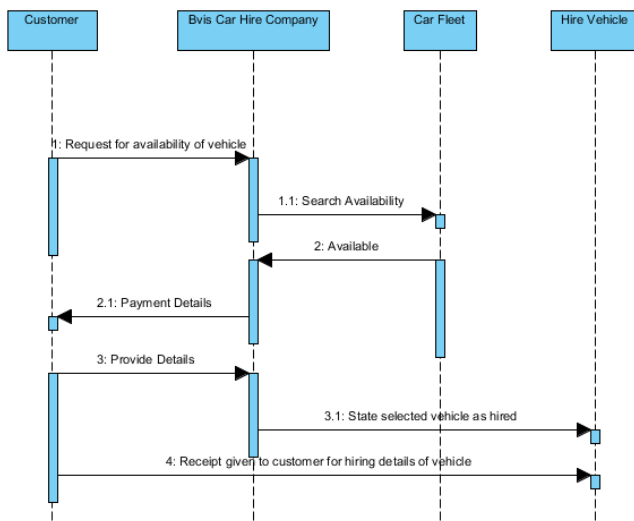 Customer
Bvis Car Hire Company
Car Fleet
Hire Vehicle
1: Request for availability of vehicle
1.1: Search Availability
2: Available
2.1: Payment Details
3: Provide Details
3.1: State selected vehicle as hired
4: Receipt given to customer for hiring details of vehicle